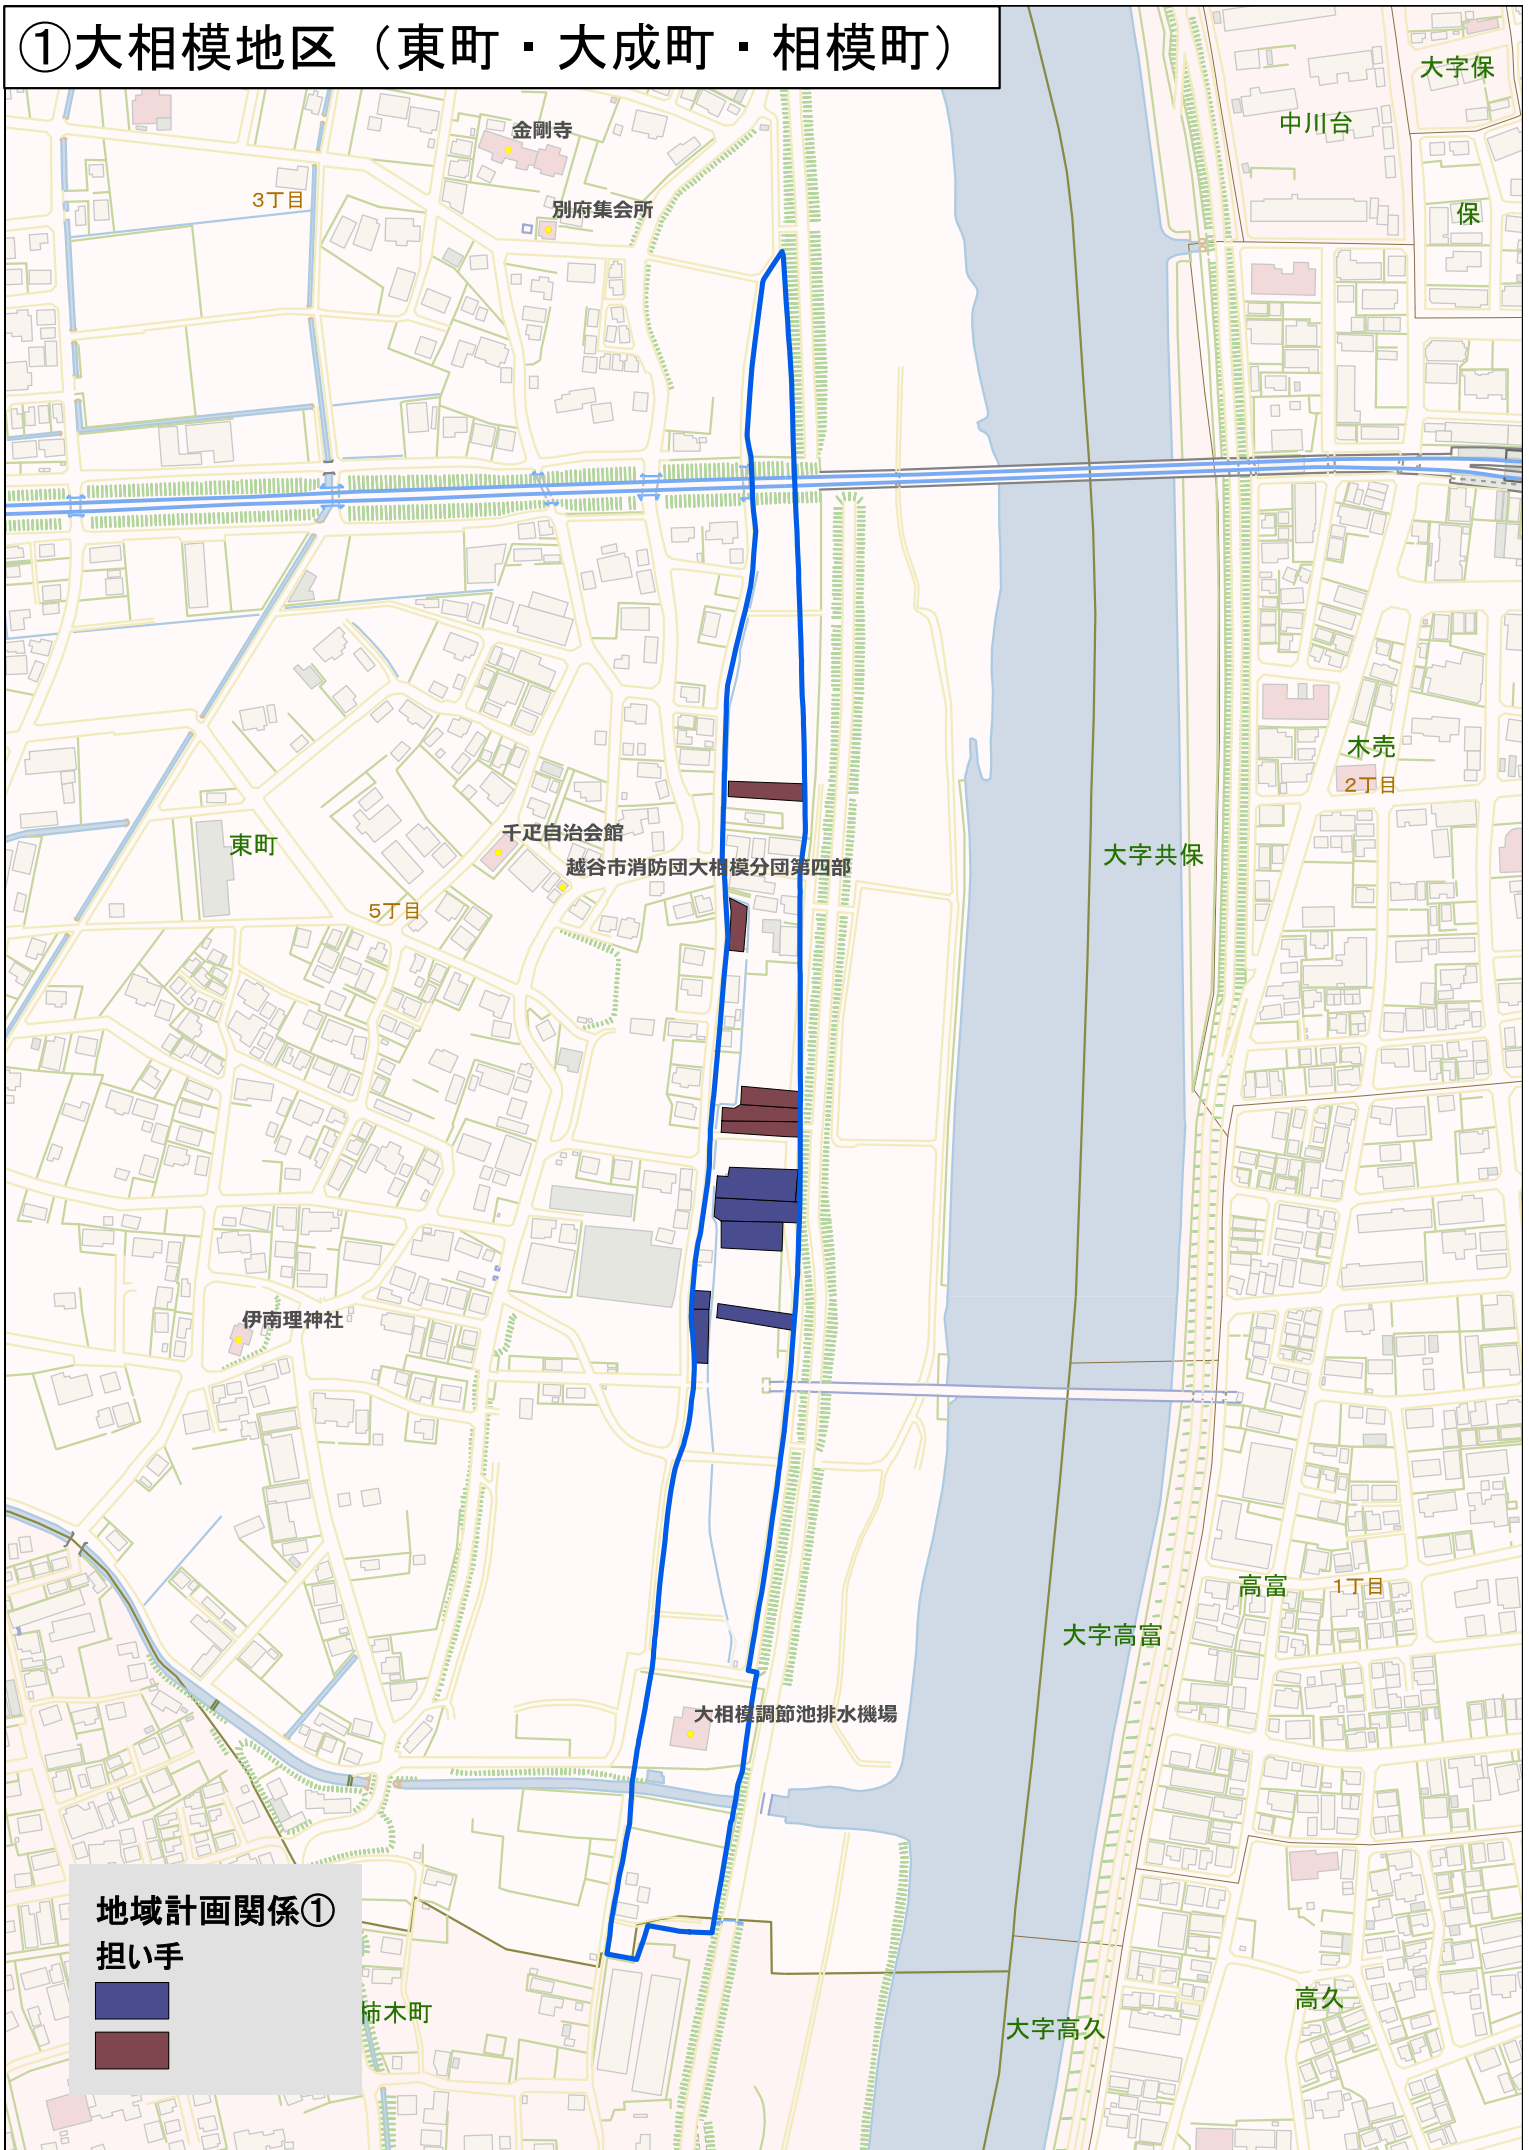 ①大相模地区（東町・大成町・相模町）
大字保
中川台
金剛寺
3丁目
別府集会所
保
木売
2丁目
千疋自治会館
東町
大字共保
越谷市消防団大相模分団第四部
5丁目
伊南理神社
高富
1丁目
大字高富
大相模調節池排水機場
地域計画関係①
担い手
柿木町
高久
大字高久